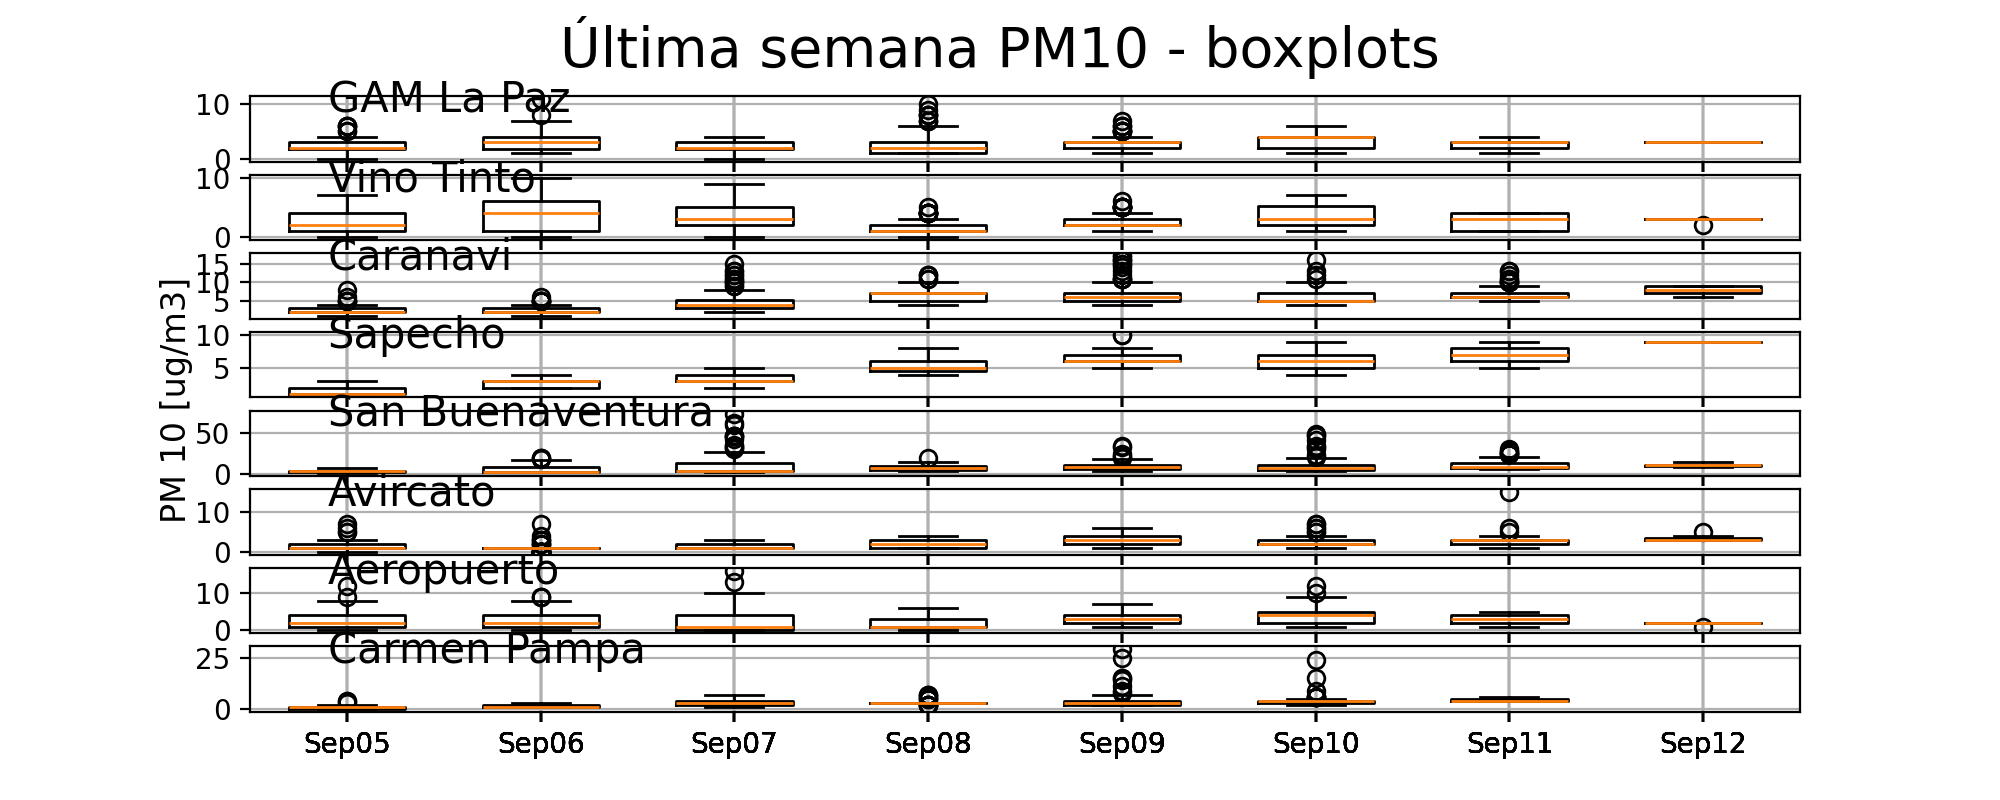 Última semana PM10 - boxplots
GAM La Paz
10
0
Vino Tinto
10
0
Caranavi
15
10
5
Sapecho
10
5
San Buenaventura
50
0
Avircato
10
0
Aeropuerto
10
0
Carmen Pampa
25
0
PM 10 [ug/m3]
Sep05 Sep06 Sep07 Sep08 Sep09 Sep10 Sep11 Sep12